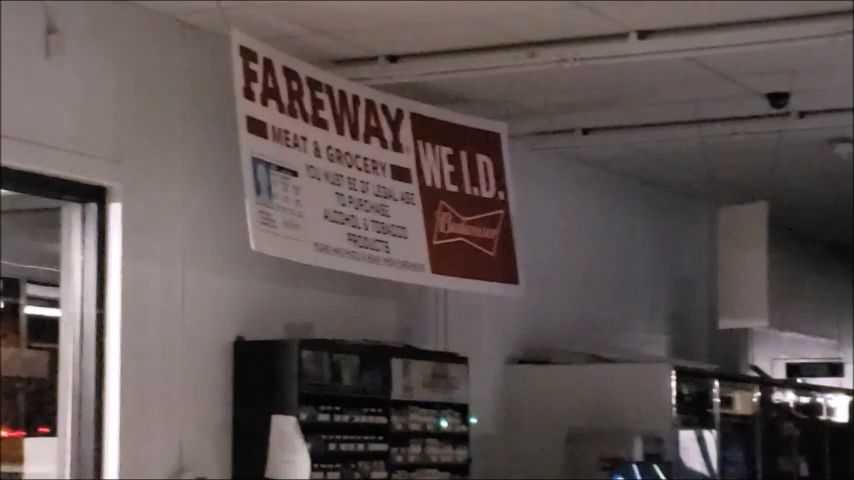 FAREWAY
MEAT & GROCERY
YOU MUST BE OF LEGAL AGE
TO PURCHASE
ALCOHOL & TOBACCO
PRODUCTS
WE I.D.
Budweiser